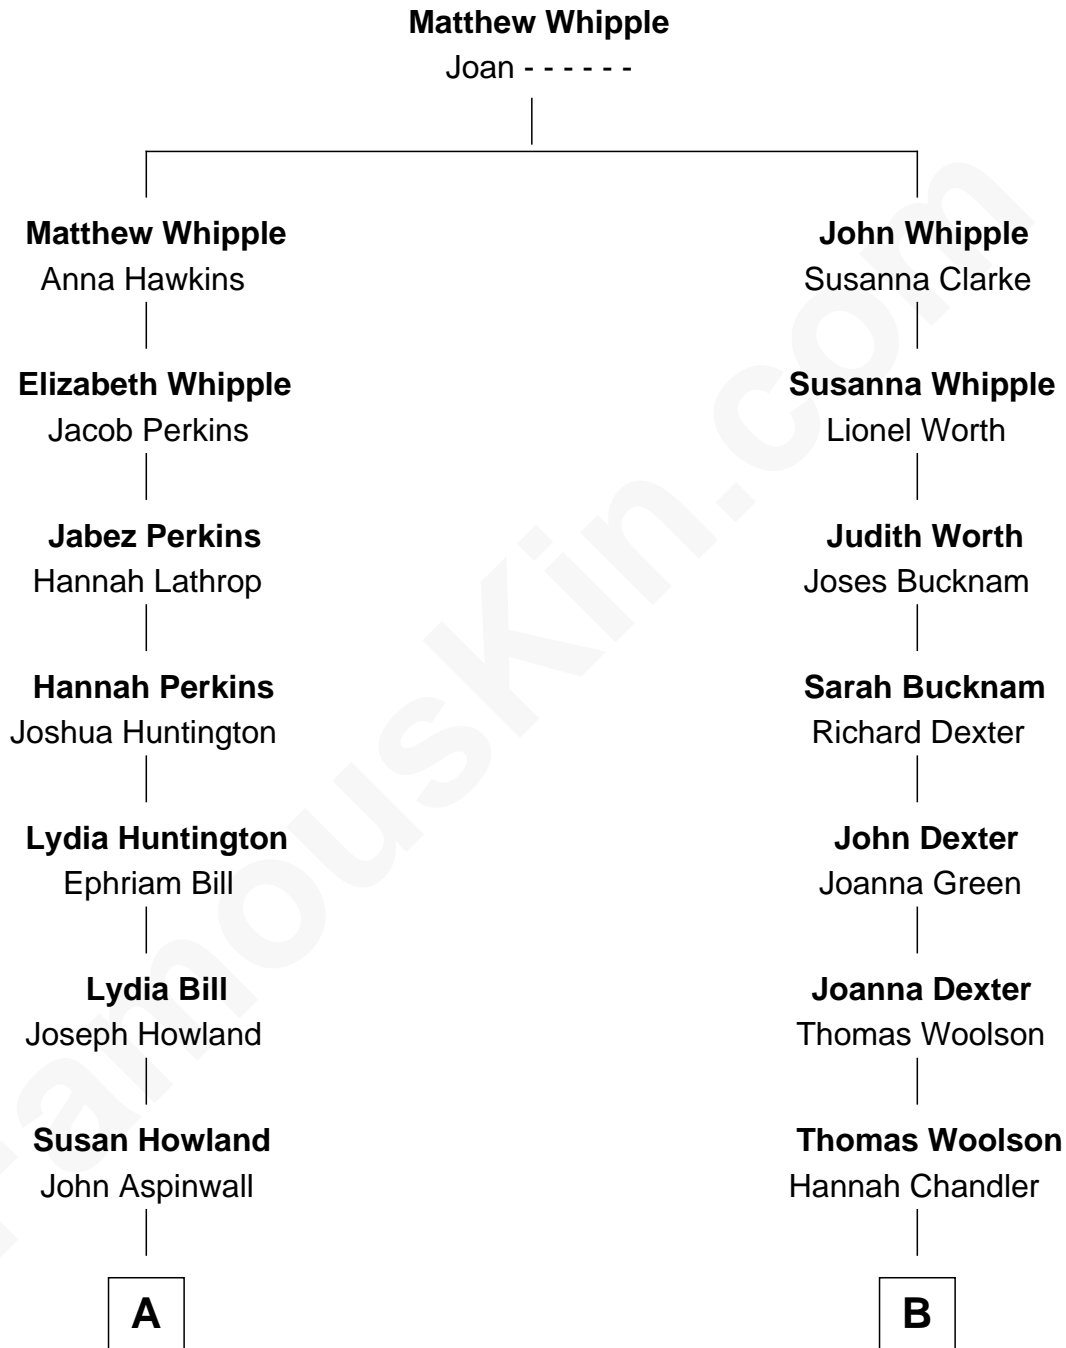 Matthew Whipple
Joan - - - - - -
Matthew Whipple
Anna Hawkins
John Whipple
Susanna Clarke
Elizabeth Whipple
Jacob Perkins
Susanna Whipple
Lionel Worth
Jabez Perkins
Hannah Lathrop
Judith Worth
Joses Bucknam
Hannah Perkins
Joshua Huntington
Sarah Bucknam
Richard Dexter
Lydia Huntington
Ephriam Bill
John Dexter
Joanna Green
Lydia Bill
Joseph Howland
Joanna Dexter
Thomas Woolson
Susan Howland
John Aspinwall
Thomas Woolson
Hannah Chandler
A
B
FamousKin.com